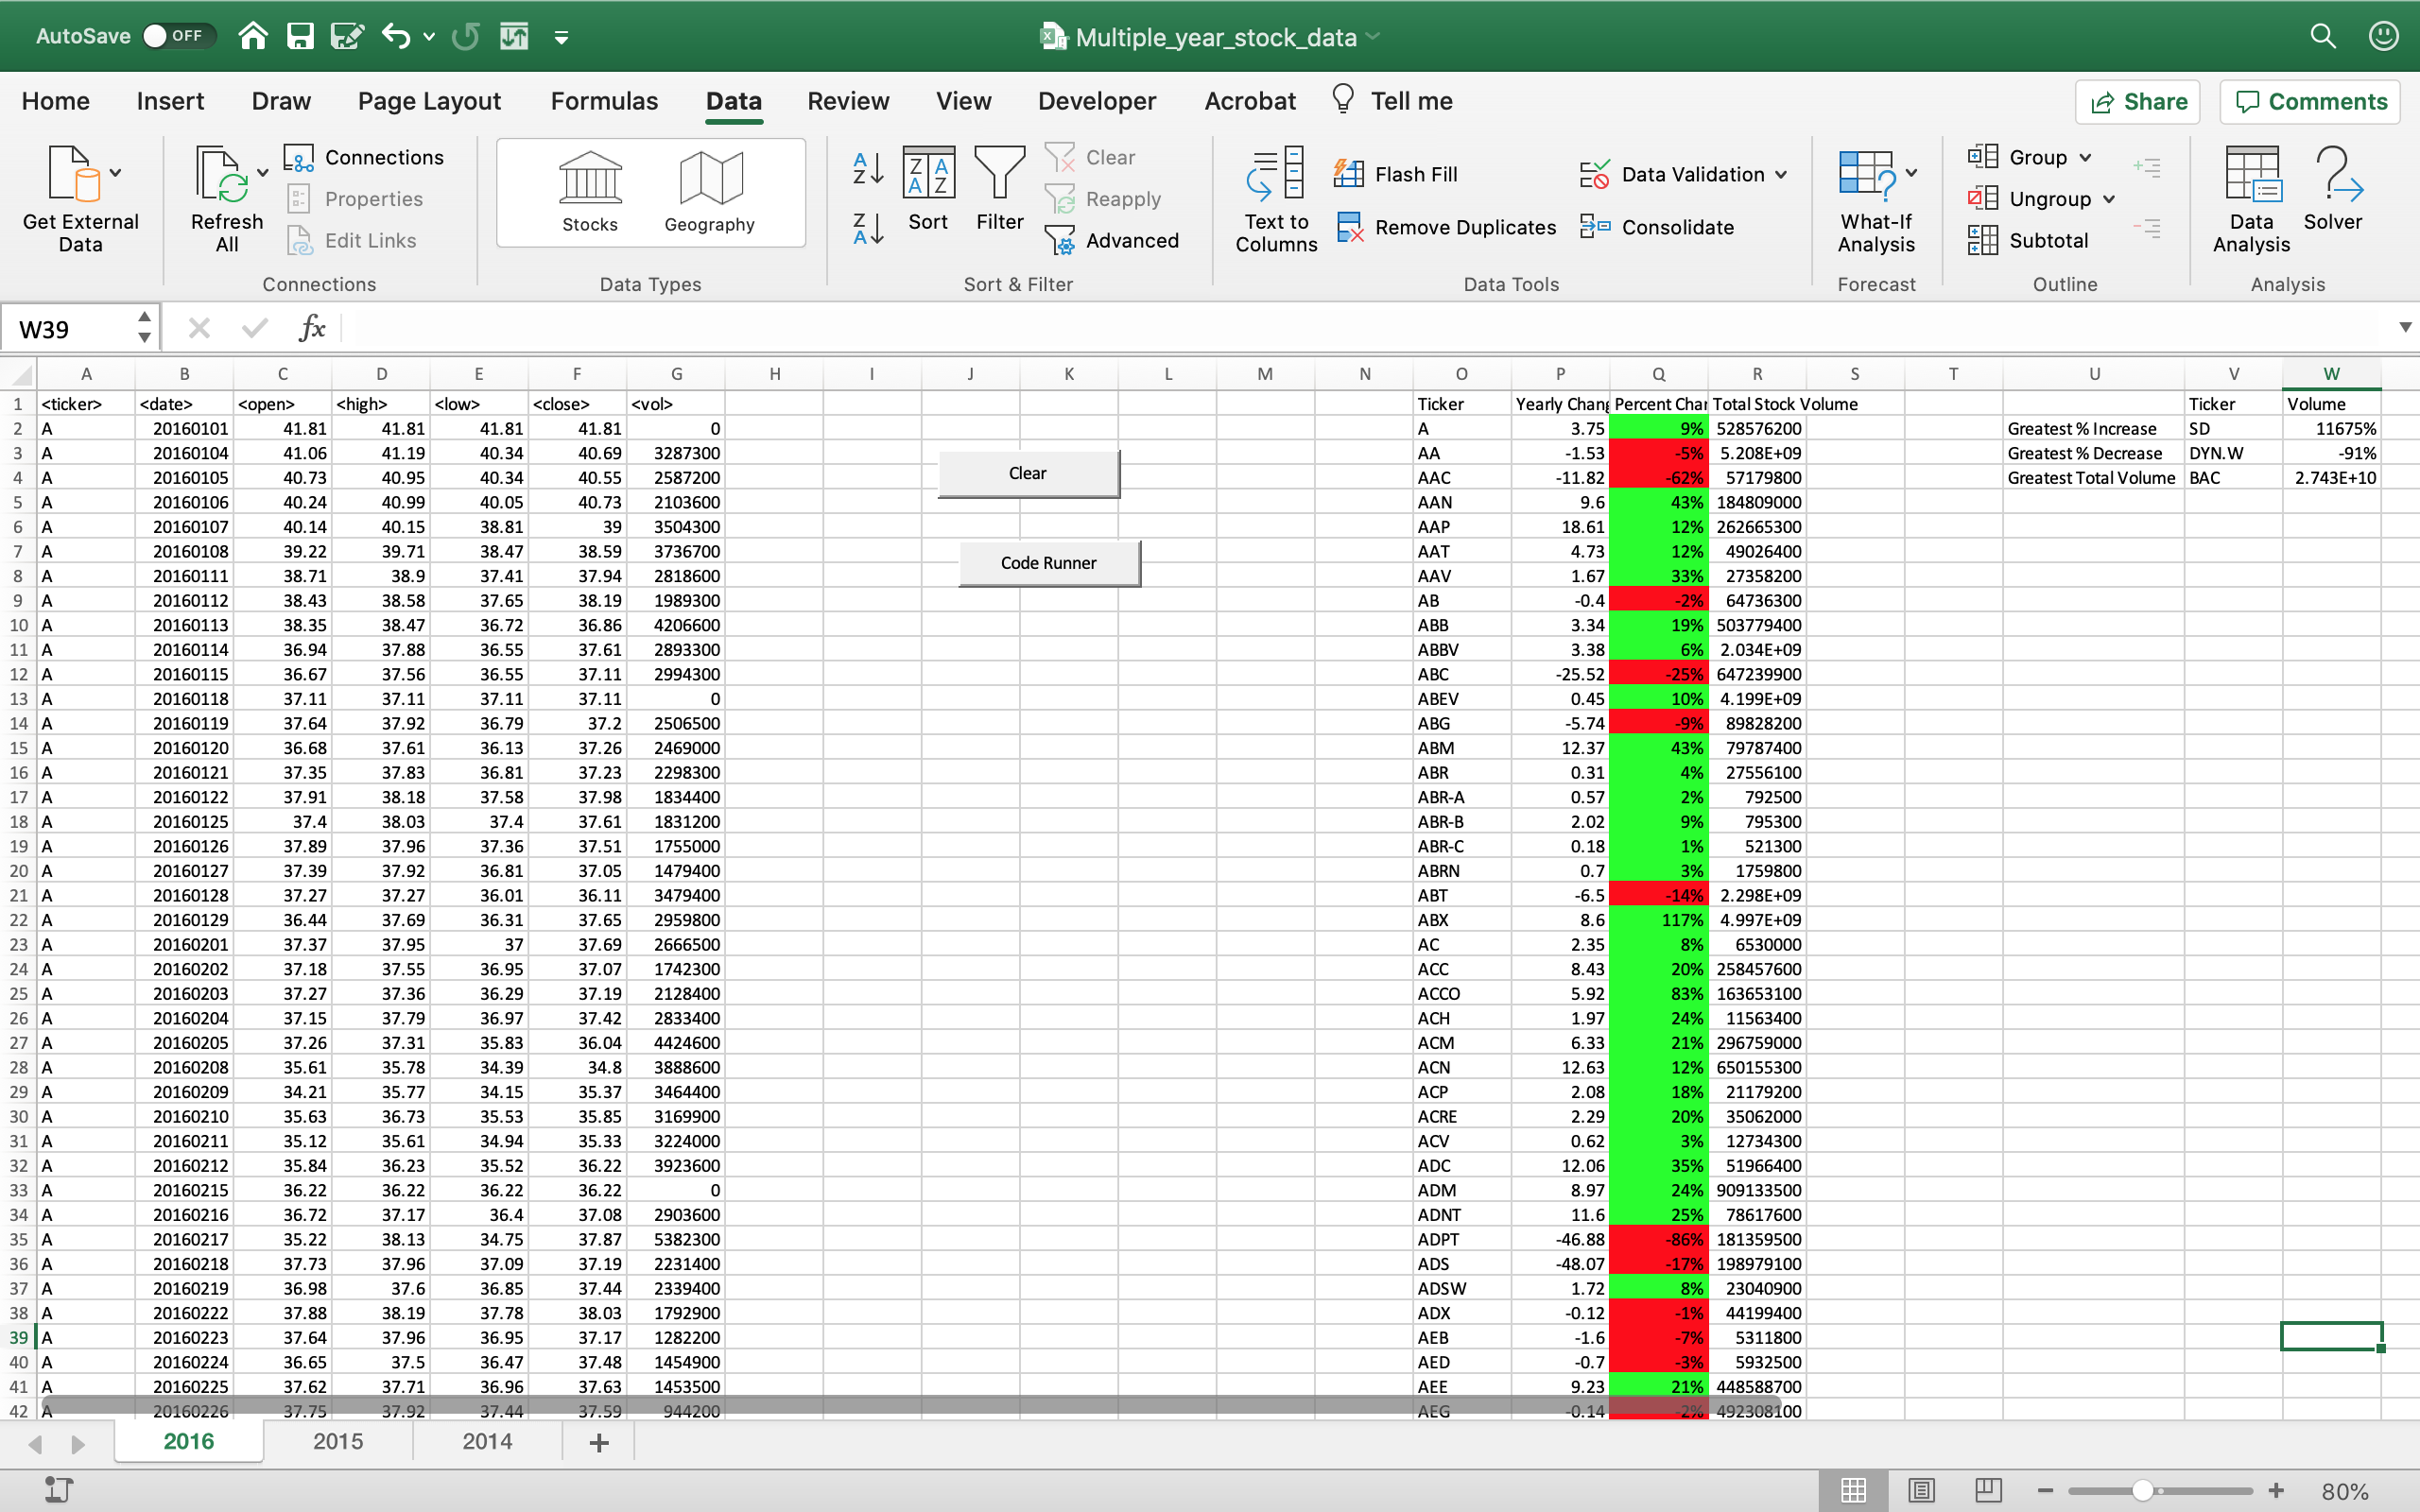 AutoSave OFF Multiple_year_stock_data
Home Insert Draw Page Layout Formulas Data Review View Developer Acrobat Tell me Share Comments
Get External Data
Refresh All
Connections
Properties
Edit Links
Connections
Stocks
Geography
Data Types
Sort
Filter
Clear
Reapply
Advanced
Sort & Filter
Text to Columns
Flash Fill
Remove Duplicates
Data Validation
Consolidate
Data Tools
What-If Analysis
Forecast
Group
Ungroup
Subtotal
Outline
Data Analysis
Solver
Analysis
W39 fx
A B C D E F G H I J K L M N O P Q R S T U V W
1 <ticker> <date> <open> <high> <low> <close> <vol> Ticker Yearly Chang Percent Char Total Stock Volume Ticker Volume
2 A 20160101 41.81 41.81 41.81 41.81 0 A 3.75 9% 528576200 Greatest % Increase SD 11675%
3 A 20160104 41.06 41.19 40.34 40.69 3287300 AA -1.53 -5% 5.208E+09 Greatest % Decrease DYN.W -91%
4 A 20160105 40.73 40.95 40.34 40.55 2587200 Clear AAC -11.82 -62% 57179800 Greatest Total Volume BAC 2.743E+10
5 A 20160106 40.24 40.99 40.05 40.73 2103600 AAN 9.6 43% 184809000
6 A 20160107 40.14 40.15 38.81 39 3504300 AAP 18.61 12% 262665300
7 A 20160108 39.22 39.71 38.47 38.59 3736700 Code Runner AAT 4.73 12% 49026400
8 A 20160111 38.71 38.9 37.41 37.94 2818600 AAV 1.67 33% 27358200
9 A 20160112 38.43 38.58 37.65 38.19 1989300 AB -0.4 -2% 64736300
10 A 20160113 38.35 38.47 36.72 36.86 4206600 ABB 3.34 19% 503779400
11 A 20160114 36.94 37.88 36.55 37.61 2893300 ABBV 3.38 6% 2.034E+09
12 A 20160115 36.67 37.56 36.55 37.11 2994300 ABC -25.52 -25% 647239900
13 A 20160118 37.11 37.11 37.11 37.11 0 ABEV 0.45 10% 4.199E+09
14 A 20160119 37.64 37.92 36.79 37.2 2506500 ABG -5.74 -9% 89828200
15 A 20160120 36.68 37.61 36.13 37.26 2469000 ABM 12.37 43% 79787400
16 A 20160121 37.35 37.83 36.81 37.23 2298300 ABR 0.31 4% 27556100
17 A 20160122 37.91 38.18 37.58 37.98 1834400 ABR-A 0.57 2% 792500
18 A 20160125 37.4 38.03 37.4 37.61 1831200 ABR-B 2.02 9% 795300
19 A 20160126 37.89 37.96 37.36 37.51 1755000 ABR-C 0.18 1% 521300
20 A 20160127 37.39 37.92 36.81 37.05 1479400 ABRN 0.7 3% 1759800
21 A 20160128 37.27 37.27 36.01 36.11 3479400 ABT -6.5 -14% 2.298E+09
22 A 20160129 36.44 37.69 36.31 37.65 2959800 ABX 8.6 117% 4.997E+09
23 A 20160201 37.37 37.95 37 37.69 2666500 AC 2.35 8% 6530000
24 A 20160202 37.18 37.55 36.95 37.07 1742300 ACC 8.43 20% 258457600
25 A 20160203 37.27 37.36 36.29 37.19 2128400 ACCO 5.92 83% 163653100
26 A 20160204 37.15 37.79 36.97 37.42 2833400 ACH 1.97 24% 11563400
27 A 20160205 37.26 37.31 35.83 36.04 4424600 ACM 6.33 21% 296759000
28 A 20160208 35.61 35.78 34.39 34.8 3888600 ACN 12.63 12% 650155300
29 A 20160209 34.21 35.77 34.15 35.37 3464400 ACP 2.08 18% 21179200
30 A 20160210 35.63 36.73 35.53 35.85 3169900 ACRE 2.29 20% 35062000
31 A 20160211 35.12 35.61 34.94 35.33 3224000 ACV 0.62 3% 12734300
32 A 20160212 35.84 36.23 35.52 36.22 3923600 ADC 12.06 35% 51966400
33 A 20160215 36.22 36.22 36.22 36.22 0 ADM 8.97 24% 909133500
34 A 20160216 36.72 37.17 36.4 37.08 2903600 ADNT 11.6 25% 78617600
35 A 20160217 35.22 38.13 34.75 37.87 5382300 ADPT -46.88 -86% 181359500
36 A 20160218 37.73 37.96 37.09 37.19 2231400 ADS -48.07 -17% 198979100
37 A 20160219 36.98 37.6 36.85 37.44 2339400 ADSW 1.72 8% 23040900
38 A 20160222 37.88 38.19 37.78 38.03 1792900 ADX -0.12 -1% 44199400
39 A 20160223 37.64 37.96 36.95 37.17 1282200 AEB -1.6 -7% 5311800
40 A 20160224 36.65 37.5 36.47 37.48 1454900 AED -0.7 -3% 5932500
41 A 20160225 37.62 37.71 36.96 37.63 1453500 AEE 9.23 21% 448588700
42 A 20160226 37.75 37.92 37.44 37.59 944200 AEG -0.14 -2% 492308100
2016 2015 2014
80%